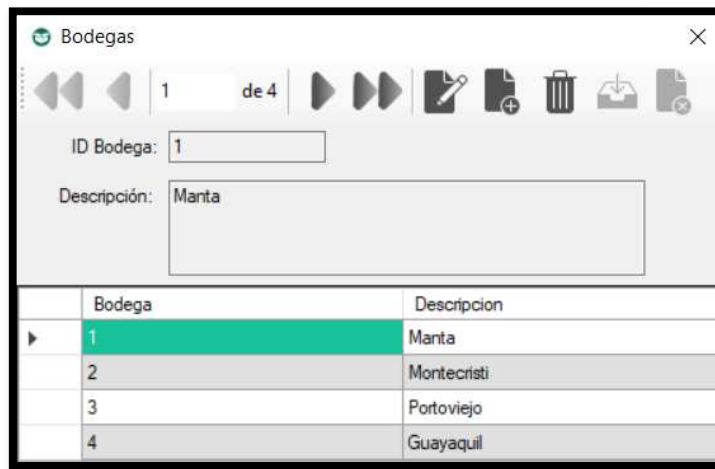 Bodegas
1 de 4
ID Bodega: 1
Descripción: Manta
Bodega Descripcion
1 Manta
2 Montecristi
3 Portoviejo
4 Guayaquil